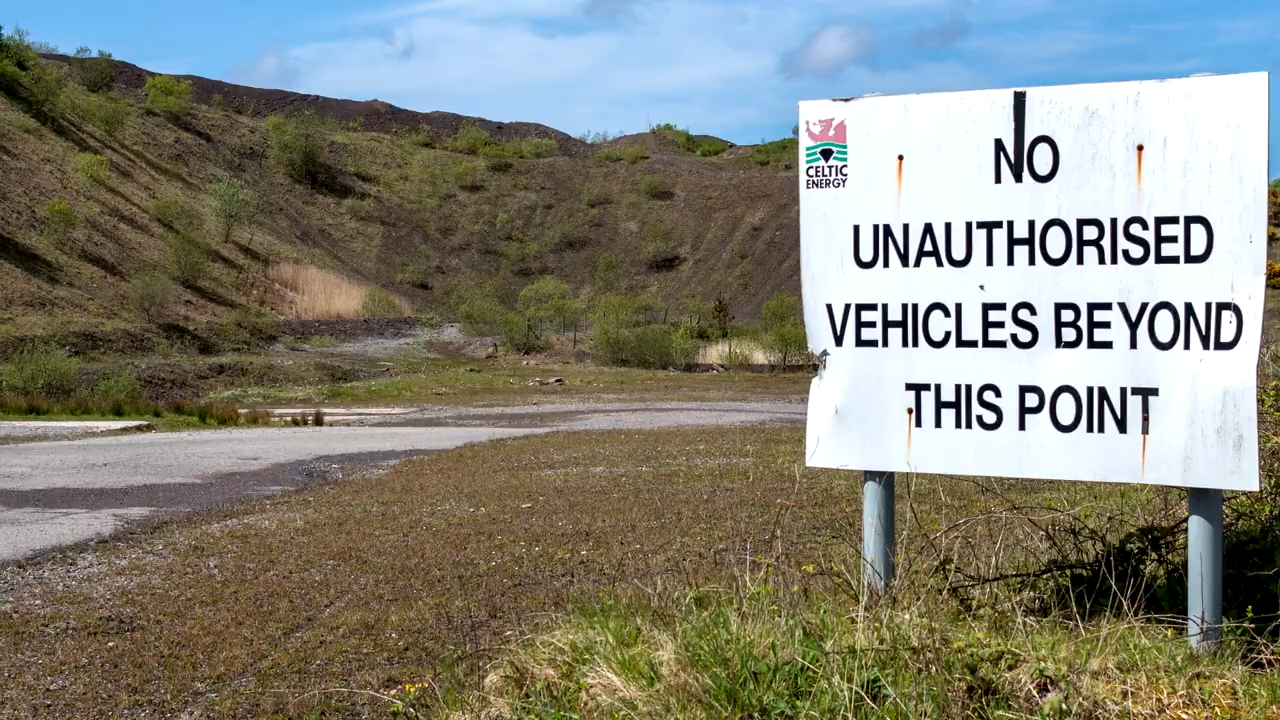 CELTIC
ENERGY
NO
UNAUTHORISED
VEHICLES BEYOND
THIS POINT